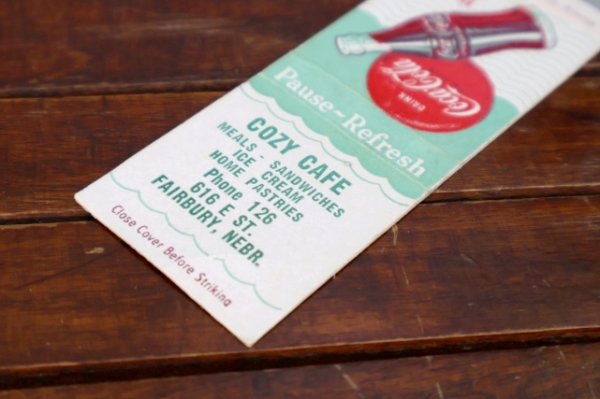 DRINK
Coca-Cola
Pause ~ Refresh
COZY CAFE
MEALS - SANDWICHES
ICE CREAM
HOME PASTRIES
Phone 126
616 E ST.
FAIRBURY, NEBR.
Close Cover Before Striking